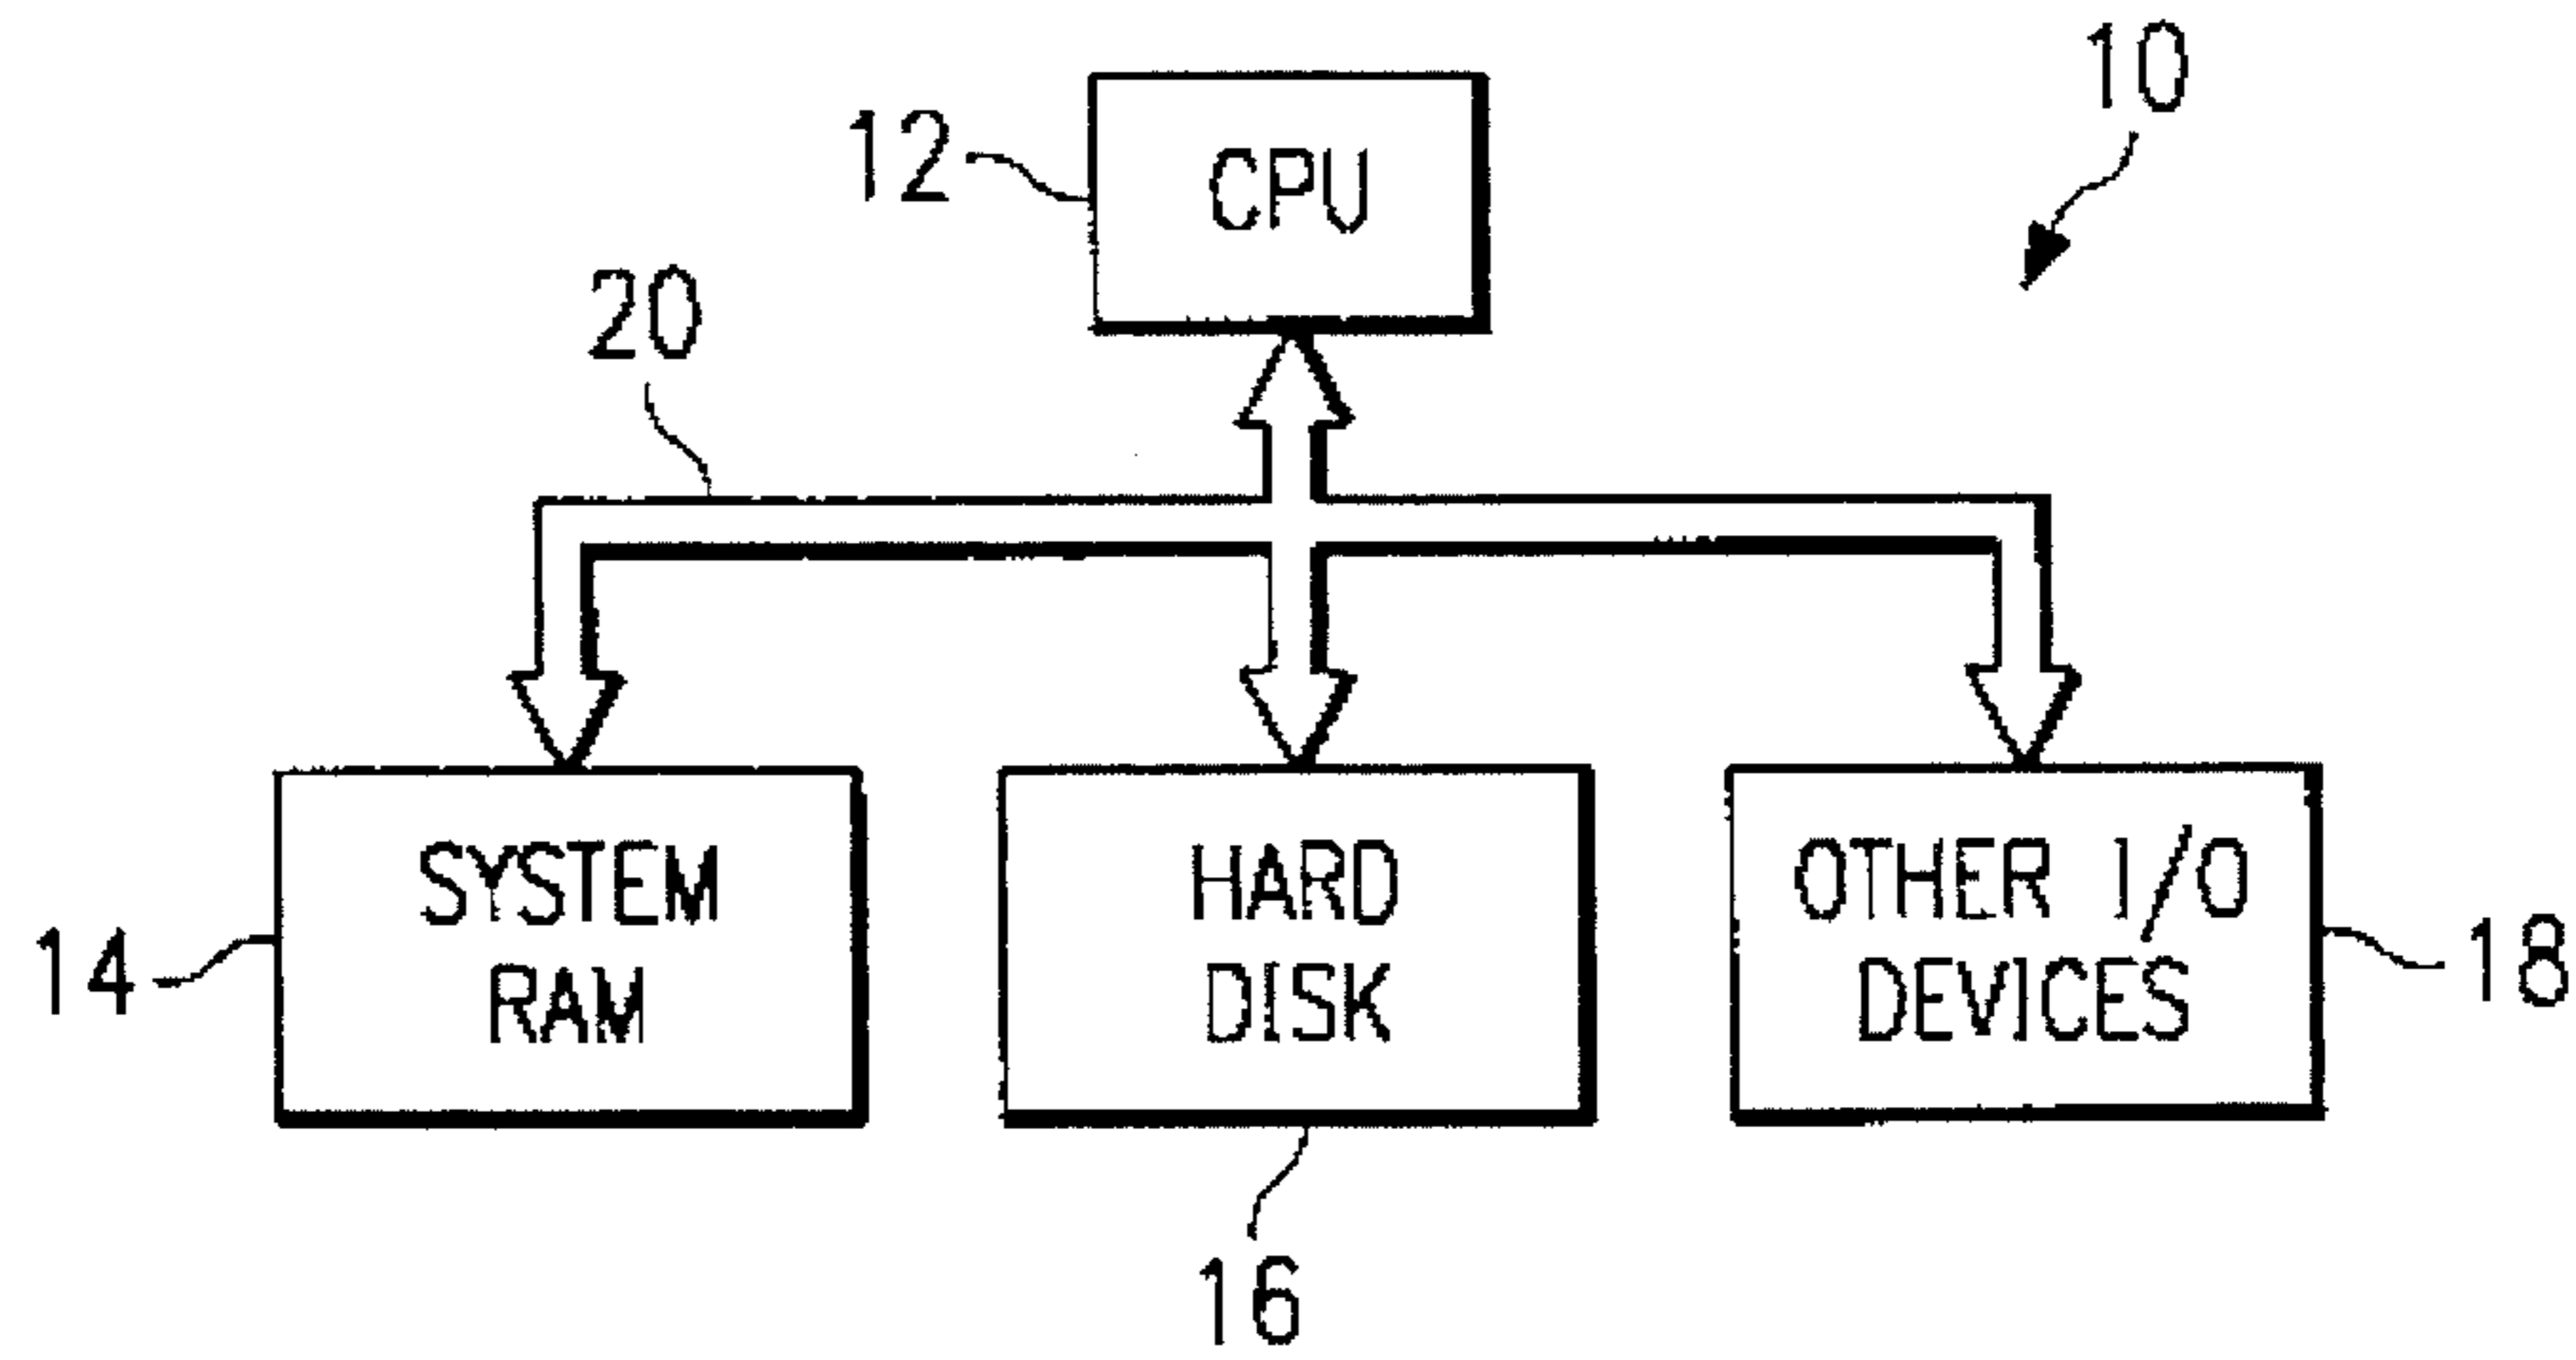 10
12
CPU
20
SYSTEM
RAM
14
HARD
DISK
16
OTHER I/O
DEVICES
18